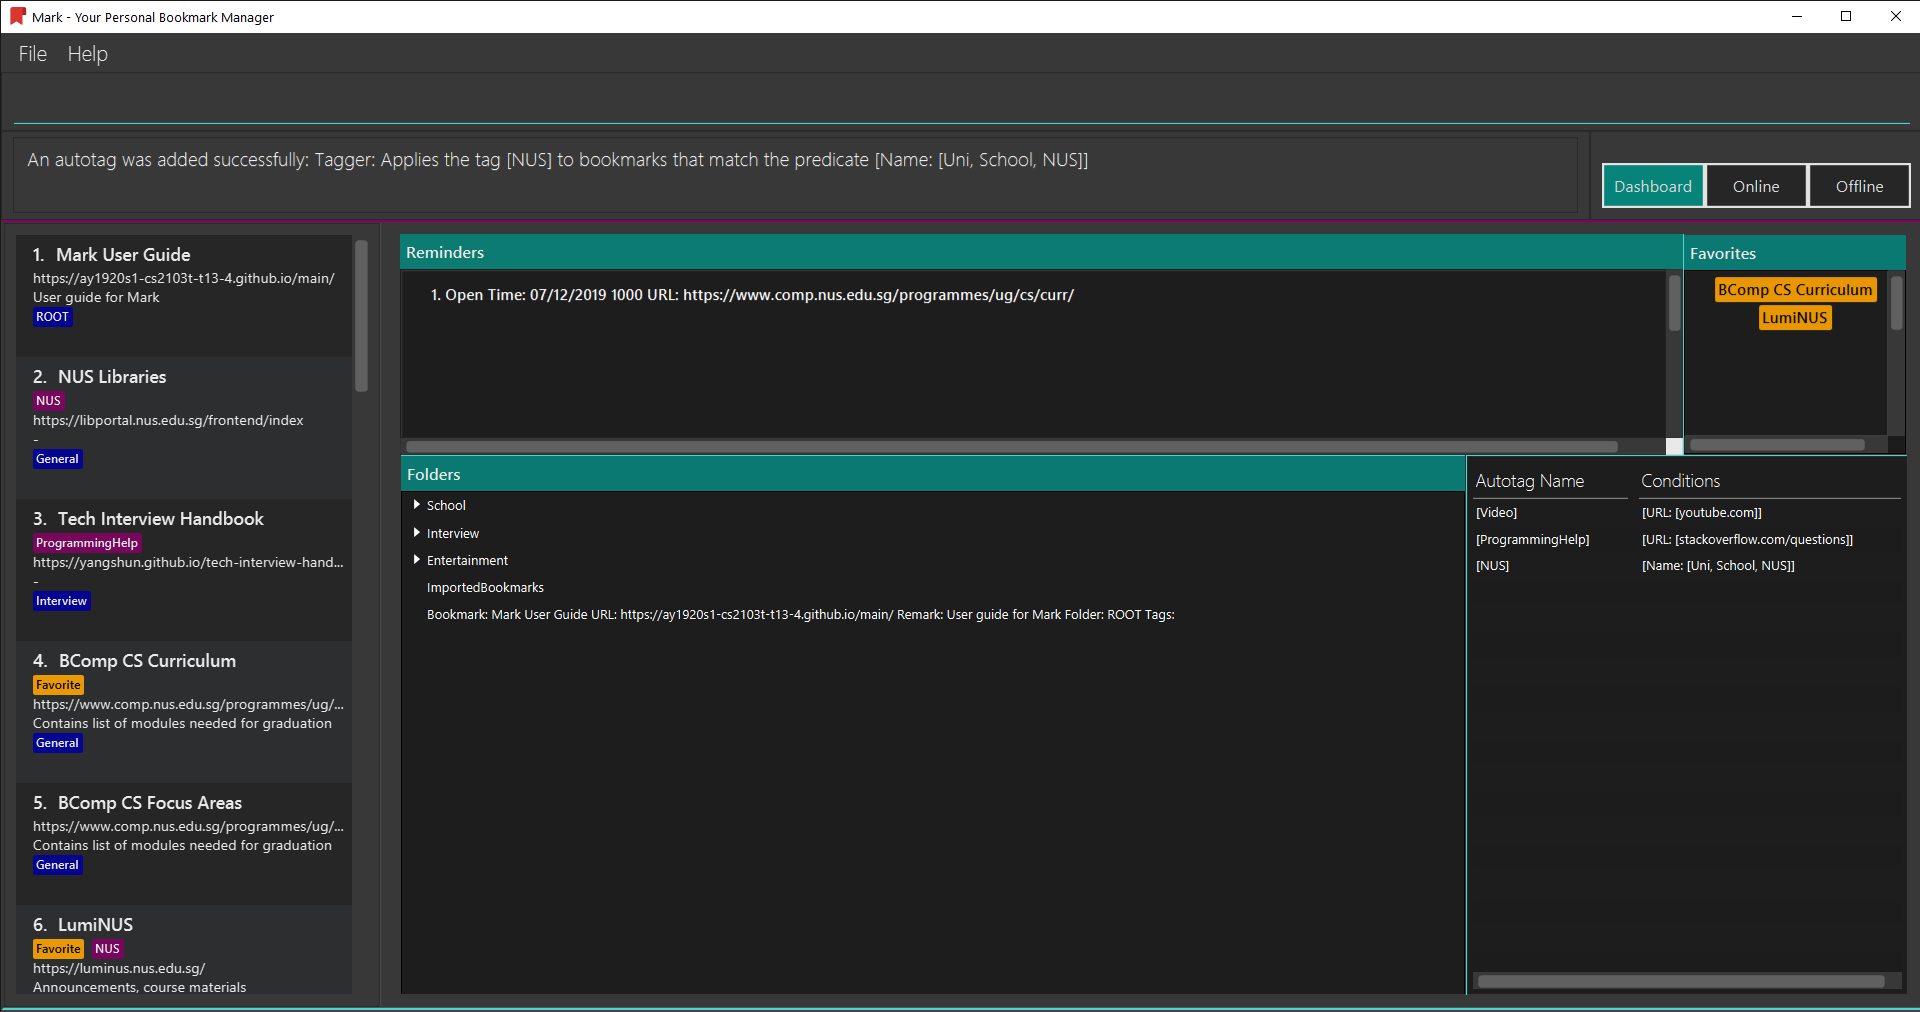 Mark - Your Personal Bookmark Manager
File Help
An autotag was added successfully: Tagger: Applies the tag [NUS] to bookmarks that match the predicate [Name: [Uni, School, NUS]]
Dashboard Online Offline
1. Mark User Guide
https://ay1920s1-cs2103t-t13-4.github.io/main/
User guide for Mark
ROOT
2. NUS Libraries
NUS
https://libportal.nus.edu.sg/frontend/index
-
General
3. Tech Interview Handbook
ProgrammingHelp
https://yangshun.github.io/tech-interview-hand...
-
Interview
4. BComp CS Curriculum
Favorite
https://www.comp.nus.edu.sg/programmes/ug/...
Contains list of modules needed for graduation
General
5. BComp CS Focus Areas
https://www.comp.nus.edu.sg/programmes/ug/...
Contains list of modules needed for graduation
General
6. LumiNUS
Favorite NUS
https://luminus.nus.edu.sg/
Announcements, course materials
Reminders
1. Open Time: 07/12/2019 1000 URL: https://www.comp.nus.edu.sg/programmes/ug/cs/curr/
Favorites
BComp CS Curriculum
LumiNUS
Folders
School
Interview
Entertainment
ImportedBookmarks
Bookmark: Mark User Guide URL: https://ay1920s1-cs2103t-t13-4.github.io/main/ Remark: User guide for Mark Folder: ROOT Tags:
Autotag Name Conditions
[Video] [URL: [youtube.com]]
[ProgrammingHelp] [URL: [stackoverflow.com/questions]]
[NUS] [Name: [Uni, School, NUS]]